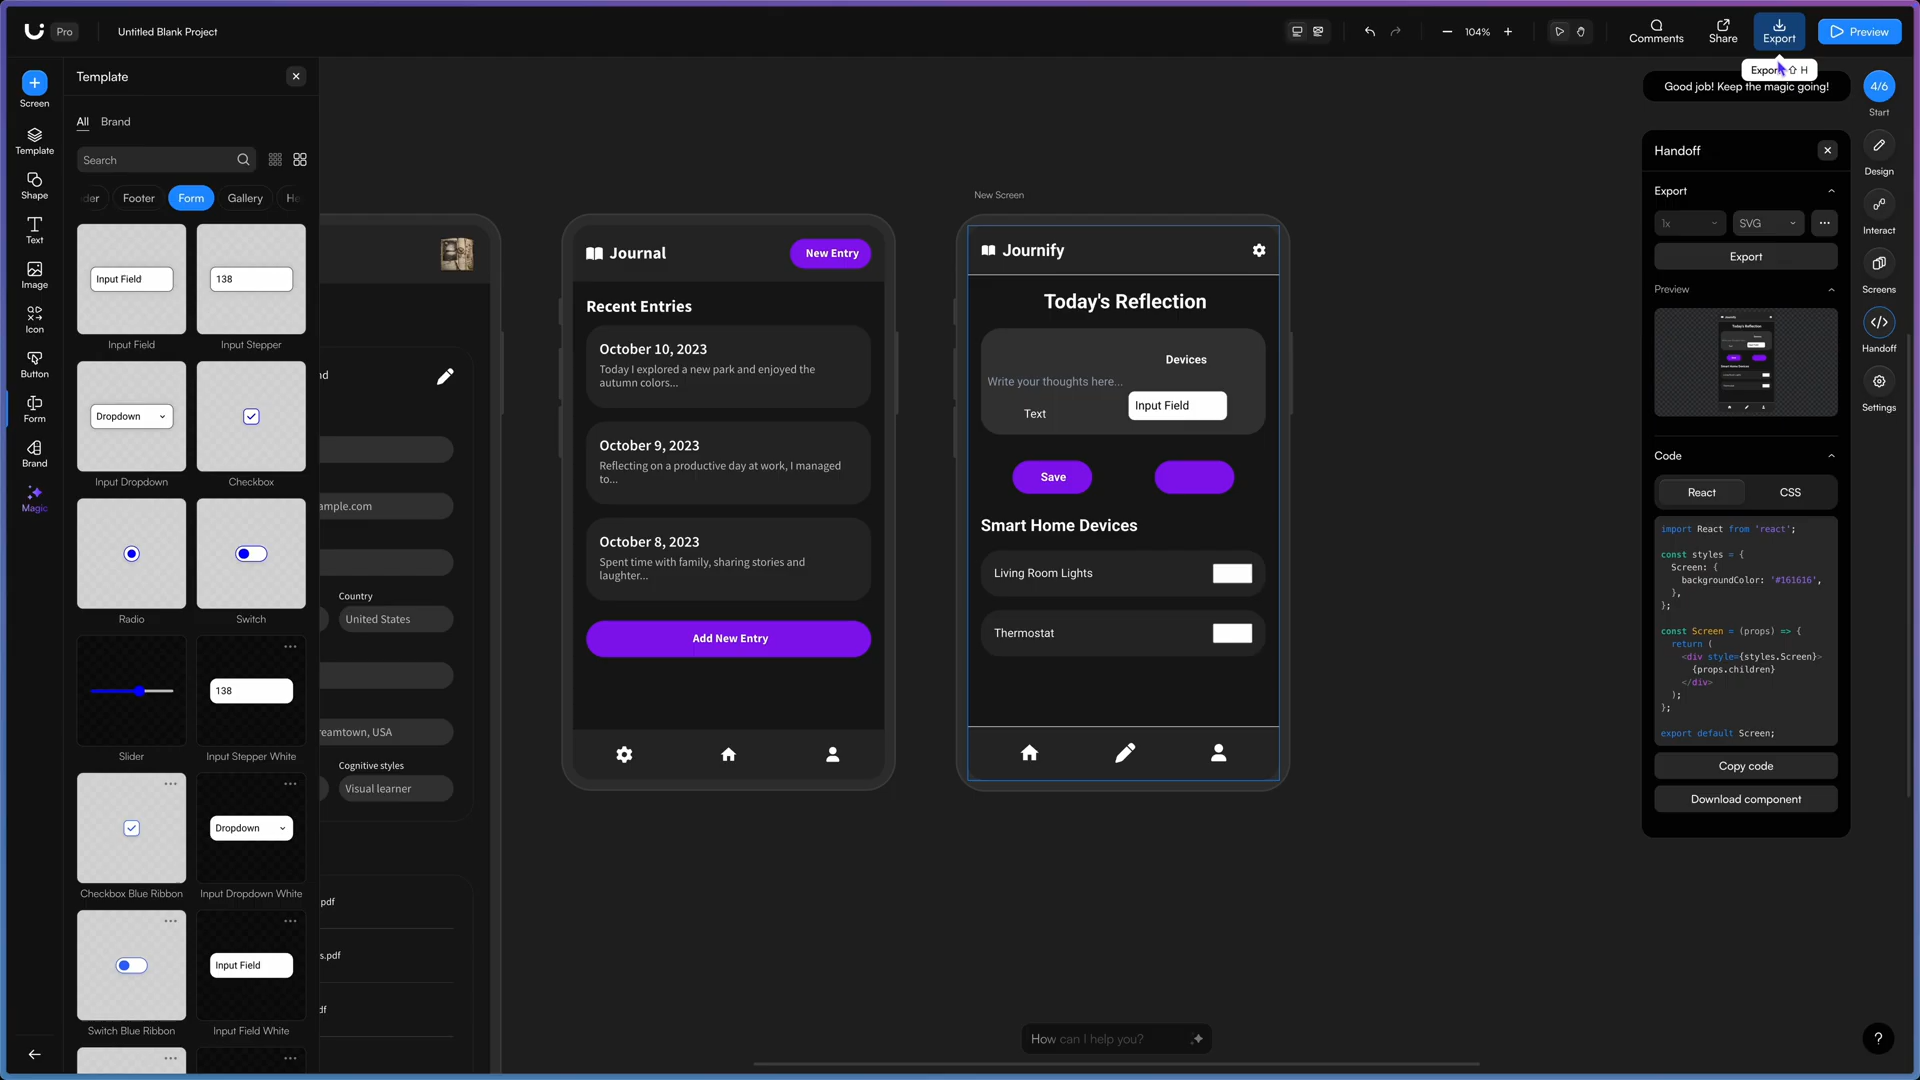 Pro
Untitled Blank Project
104%
Comments
Share
Export
Preview
Export ⇧ H
Good job! Keep the magic going!
4/6
Start
Screen
Template
Shape
Text
Image
Icon
Button
Form
Brand
Magic
Template
All Brand
Search
Footer Form Gallery
Input Field
Input Field
138
Input Stepper
Dropdown
Input Dropdown
Checkbox
Radio
Switch
Slider
138
Input Stepper White
Checkbox Blue Ribbon
Dropdown
Input Dropdown White
Switch Blue Ribbon
Input Field
Input Field White
nd
ample.com
Country
United States
eamtown, USA
Cognitive styles
Visual learner
pdf
s.pdf
df
Journal
New Entry
Recent Entries
October 10, 2023
Today I explored a new park and enjoyed the
autumn colors...
October 9, 2023
Reflecting on a productive day at work, I managed
to...
October 8, 2023
Spent time with family, sharing stories and
laughter...
Add New Entry
New Screen
Journify
Today's Reflection
Devices
Write your thoughts here...
Text
Input Field
Save
Smart Home Devices
Living Room Lights
Thermostat
How can I help you?
Handoff
Export
1x
SVG
Export
Preview
Code
React
CSS
import React from 'react';
const styles = {
Screen: {
backgroundColor: '#161616',
},
};
const Screen = (props) => {
return (
<div style={styles.Screen}>
{props.children}
</div>
);
};
export default Screen;
Copy code
Download component
Design
Interact
Screens
Handoff
Settings
?